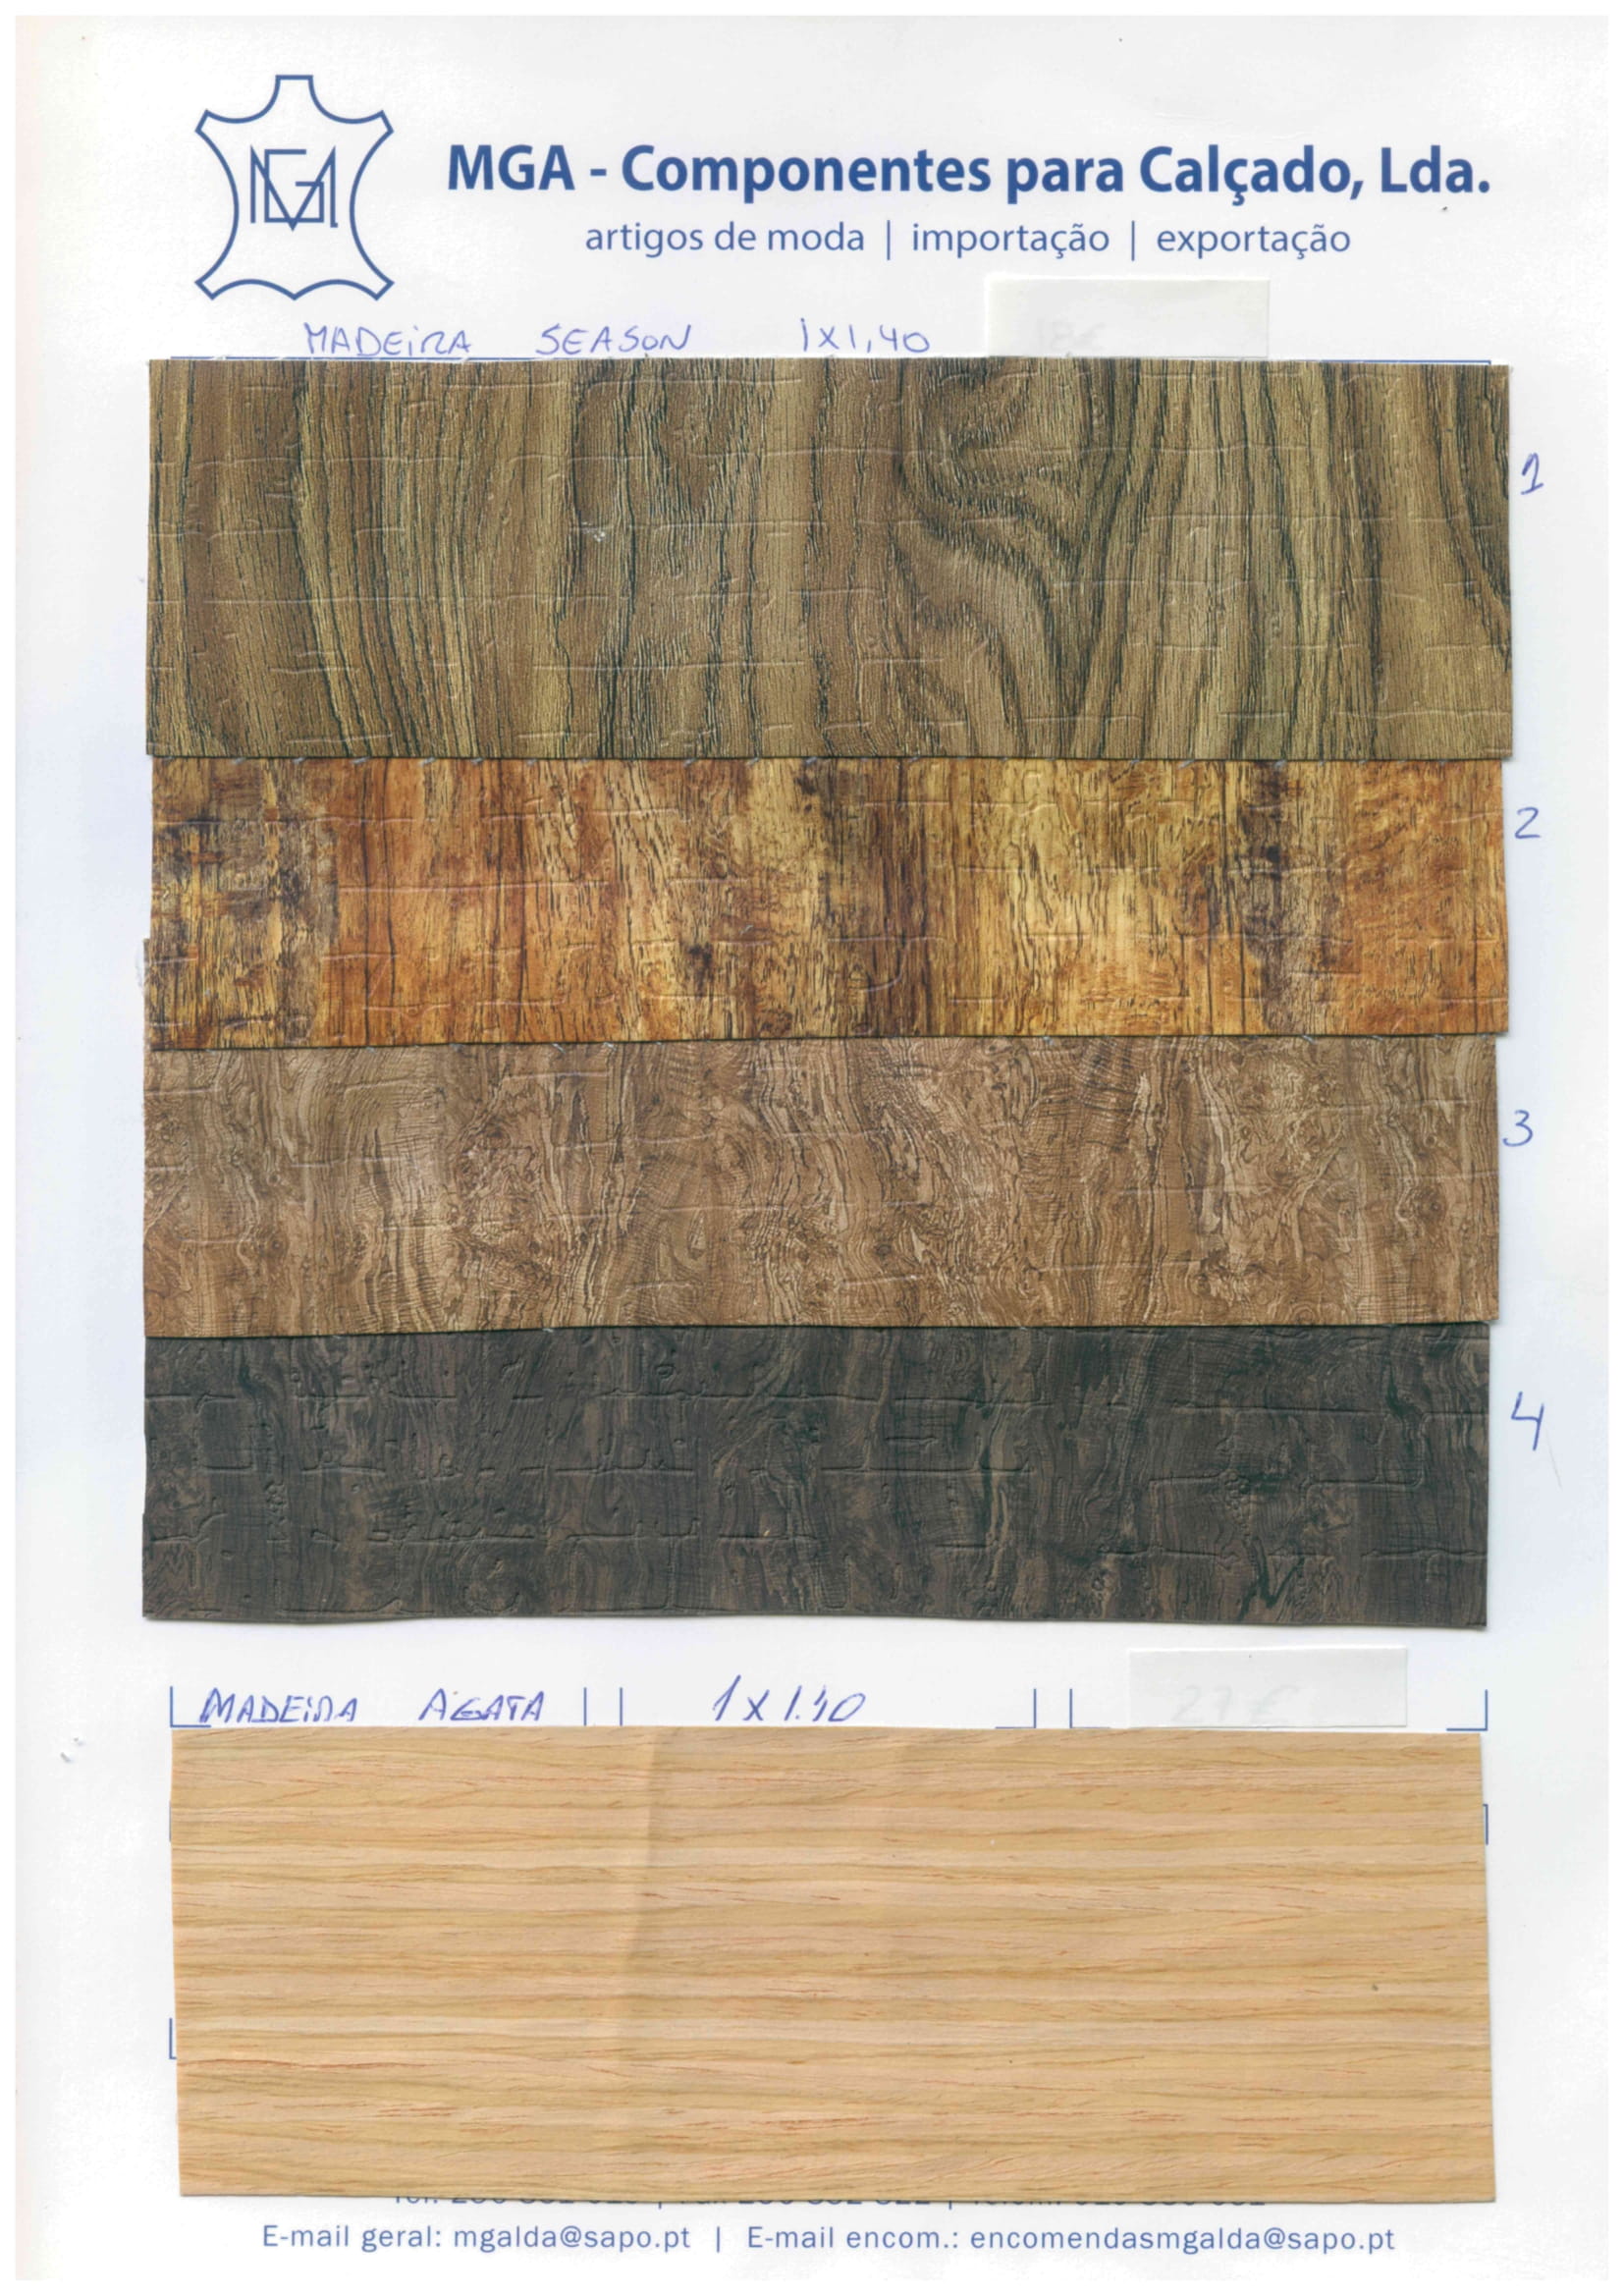 MGA
MGA - Componentes para Calçado, Lda.
artigos de moda | importação | exportação
MADEiRA SEASON 1x1,40
1
2
3
4
MADEiRA AGATA 1x1.40
E-mail geral: mgalda@sapo.pt | E-mail encom.: encomendasmgalda@sapo.pt